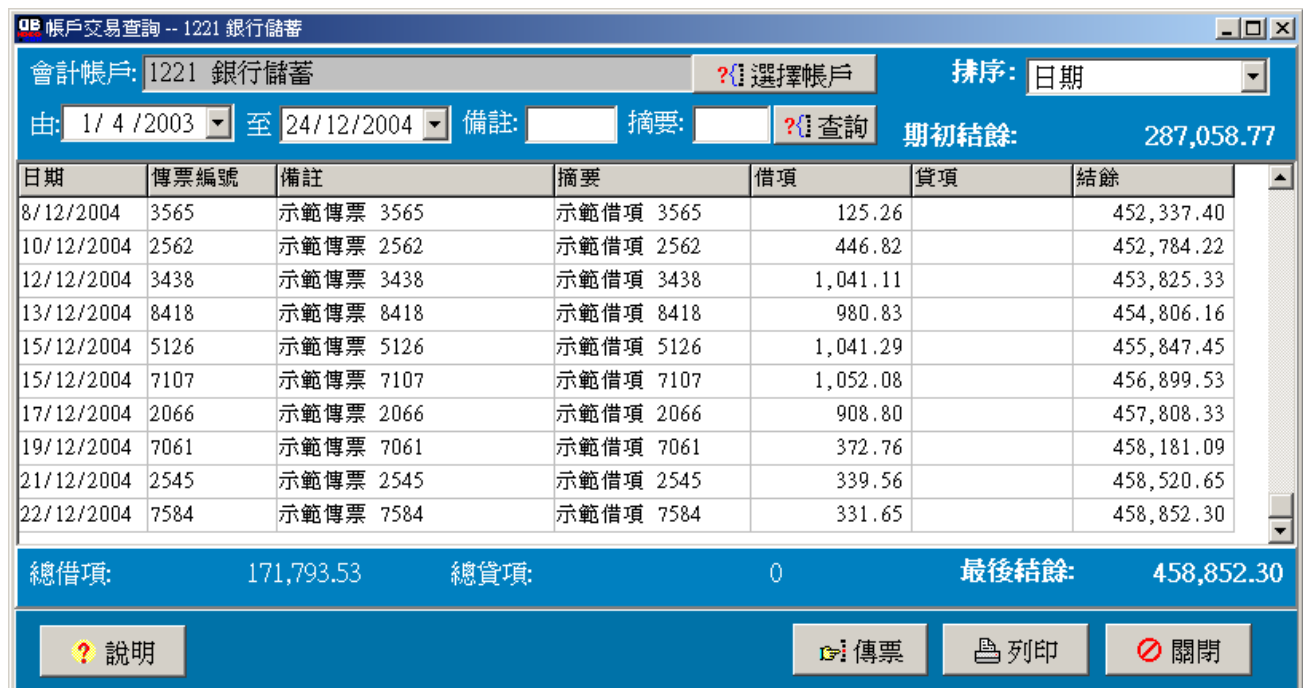 帳戶交易查詢 -- 1221 銀行儲蓄
會計帳戶: 1221 銀行儲蓄 選擇帳戶 排序: 日期
由: 1/ 4 /2003 至 24/12/2004 備註: 摘要: 查詢 期初結餘: 287,058.77
日期 傳票編號 備註 摘要 借項 貸項 結餘
8/12/2004 3565 示範傳票 3565 示範借項 3565 125.26 452,337.40
10/12/2004 2562 示範傳票 2562 示範借項 2562 446.82 452,784.22
12/12/2004 3438 示範傳票 3438 示範借項 3438 1,041.11 453,825.33
13/12/2004 8418 示範傳票 8418 示範借項 8418 980.83 454,806.16
15/12/2004 5126 示範傳票 5126 示範借項 5126 1,041.29 455,847.45
15/12/2004 7107 示範傳票 7107 示範借項 7107 1,052.08 456,899.53
17/12/2004 2066 示範傳票 2066 示範借項 2066 908.80 457,808.33
19/12/2004 7061 示範傳票 7061 示範借項 7061 372.76 458,181.09
21/12/2004 2545 示範傳票 2545 示範借項 2545 339.56 458,520.65
22/12/2004 7584 示範傳票 7584 示範借項 7584 331.65 458,852.30
總借項: 171,793.53 總貸項: 0 最後結餘: 458,852.30
? 說明 傳票 列印 關閉